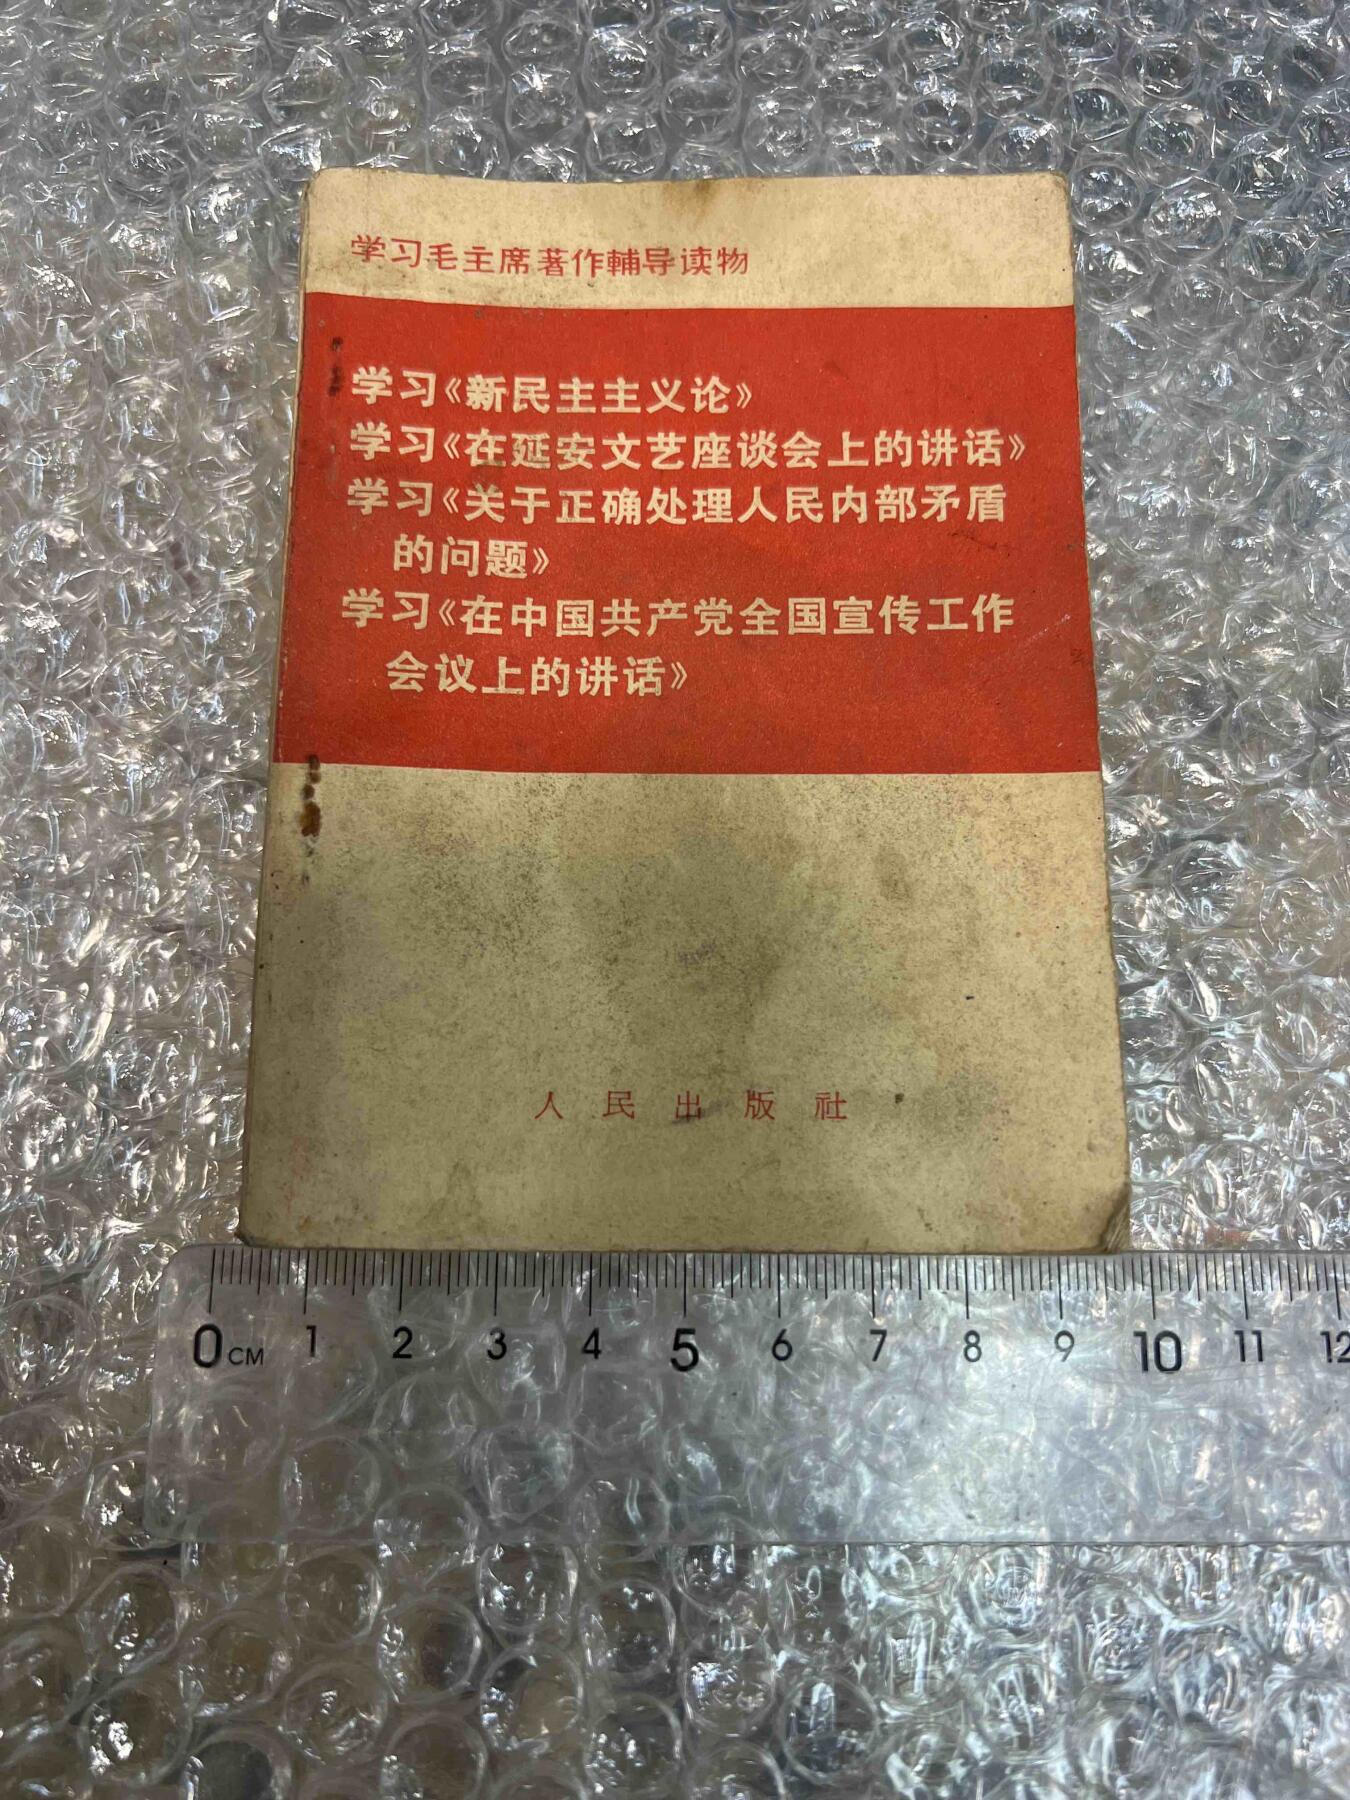 学习毛主席著作輔导读物
学习《新民主主义论》
学习《在延安文艺座谈会上的讲话》
学习《关于正确处理人民内部矛盾
的问题》
学习《在中国共产党全国宣传工作
会议上的讲话》
人民出版社
0 CM 1 2 3 4 5 6 7 8 9 10 11 12